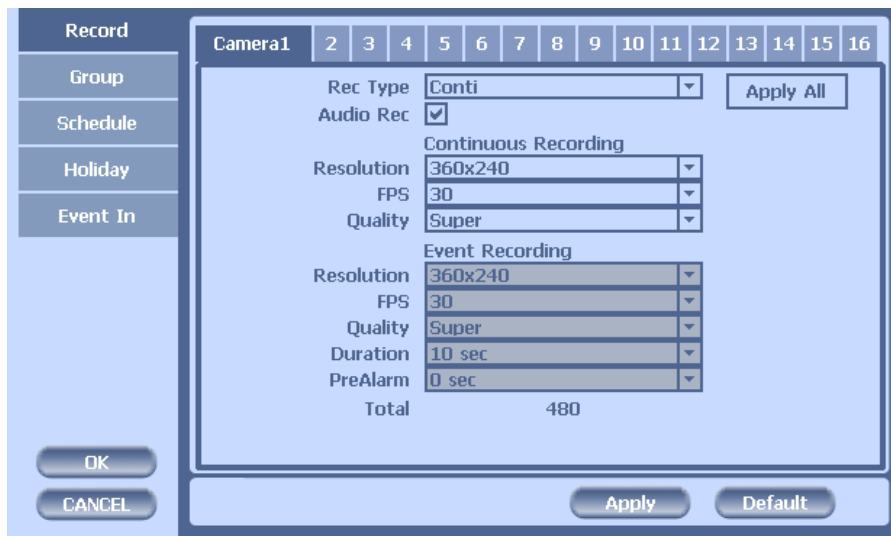 Record
Group
Schedule
Holiday
Event In
OK
CANCEL
Camera1 2 3 4 5 6 7 8 9 10 11 12 13 14 15 16
Rec Type Conti Apply All
Audio Rec
Continuous Recording
Resolution 360x240
FPS 30
Quality Super
Event Recording
Resolution 360x240
FPS 30
Quality Super
Duration 10 sec
PreAlarm 0 sec
Total 480
Apply Default